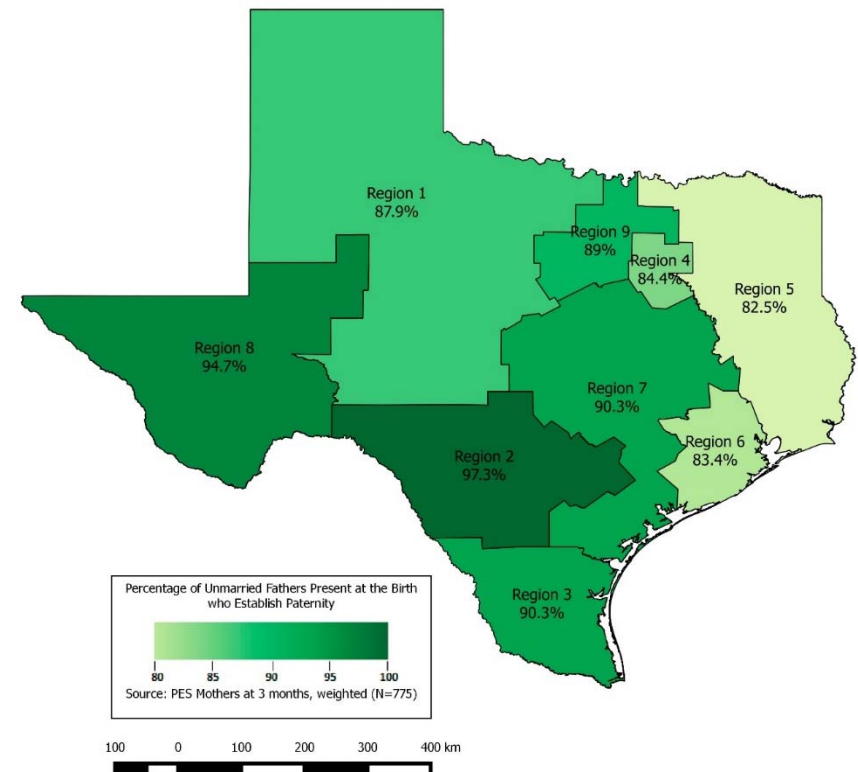 Region 1
87.9%
Region 9
89%
Region 4
84.4%
Region 5
82.5%
Region 8
94.7%
Region 7
90.3%
Region 6
83.4%
Region 2
97.3%
Region 3
90.3%
Percentage of Unmarried Fathers Present at the Birth
who Establish Paternity
80 85 90 95 100
Source: PES Mothers at 3 months, weighted (N=775)
100 0 100 200 300 400 km